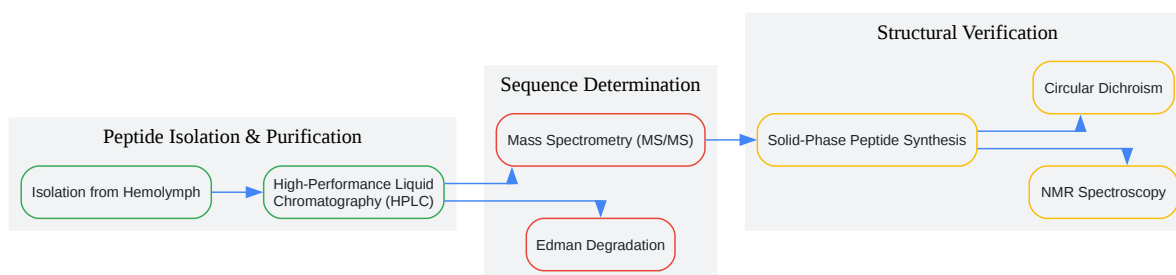 Peptide Isolation & Purification
Isolation from Hemolymph
High-Performance Liquid
Chromatography (HPLC)
Sequence Determination
Mass Spectrometry (MS/MS)
Edman Degradation
Structural Verification
Solid-Phase Peptide Synthesis
Circular Dichroism
NMR Spectroscopy